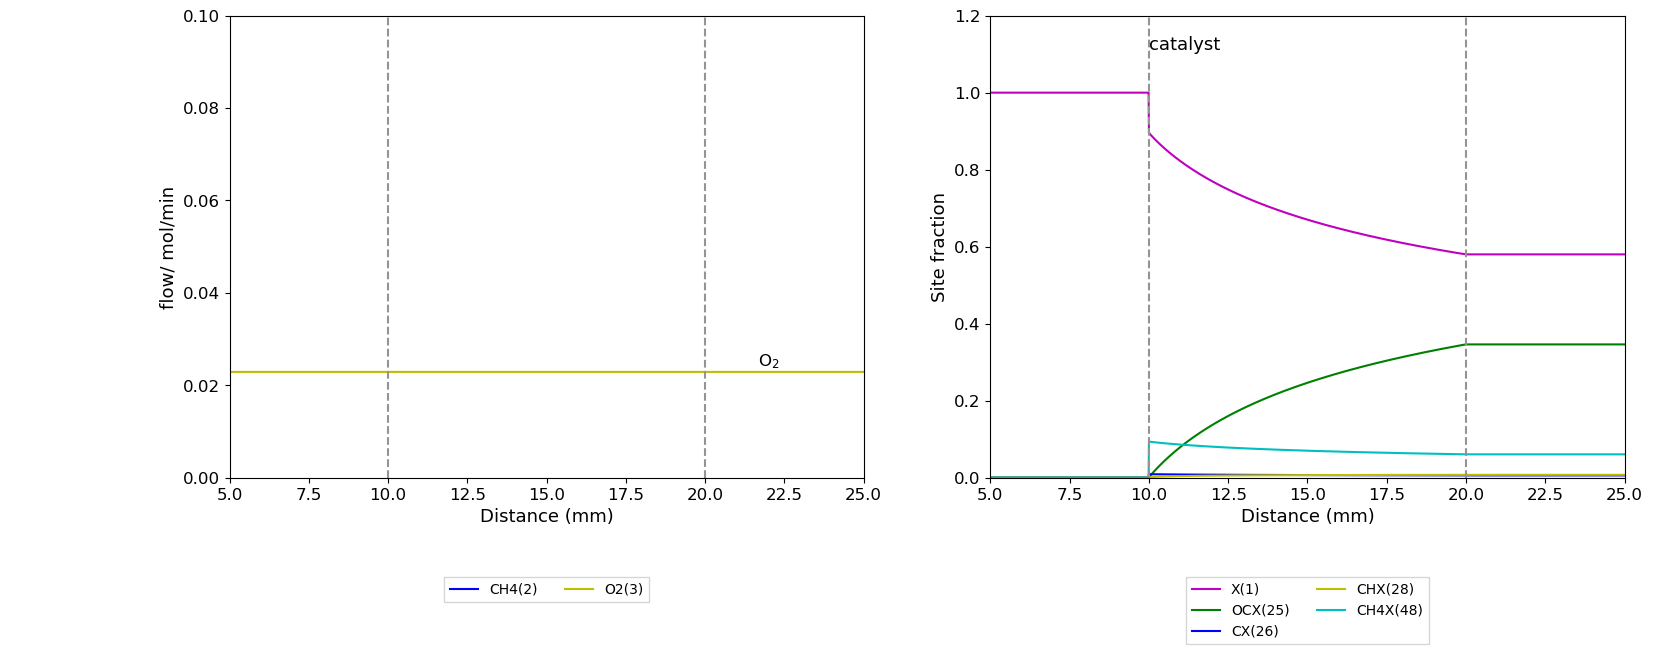 0.10
0.08
0.06
0.04
0.02
0.00
flow/ mol/min
O₂
5.0 7.5 10.0 12.5 15.0 17.5 20.0 22.5 25.0
Distance (mm)
CH4(2) O2(3)
1.2
1.0
0.8
0.6
0.4
0.2
0.0
Site fraction
catalyst
5.0 7.5 10.0 12.5 15.0 17.5 20.0 22.5 25.0
Distance (mm)
X(1) CHX(28)
OCX(25) CH4X(48)
CX(26)